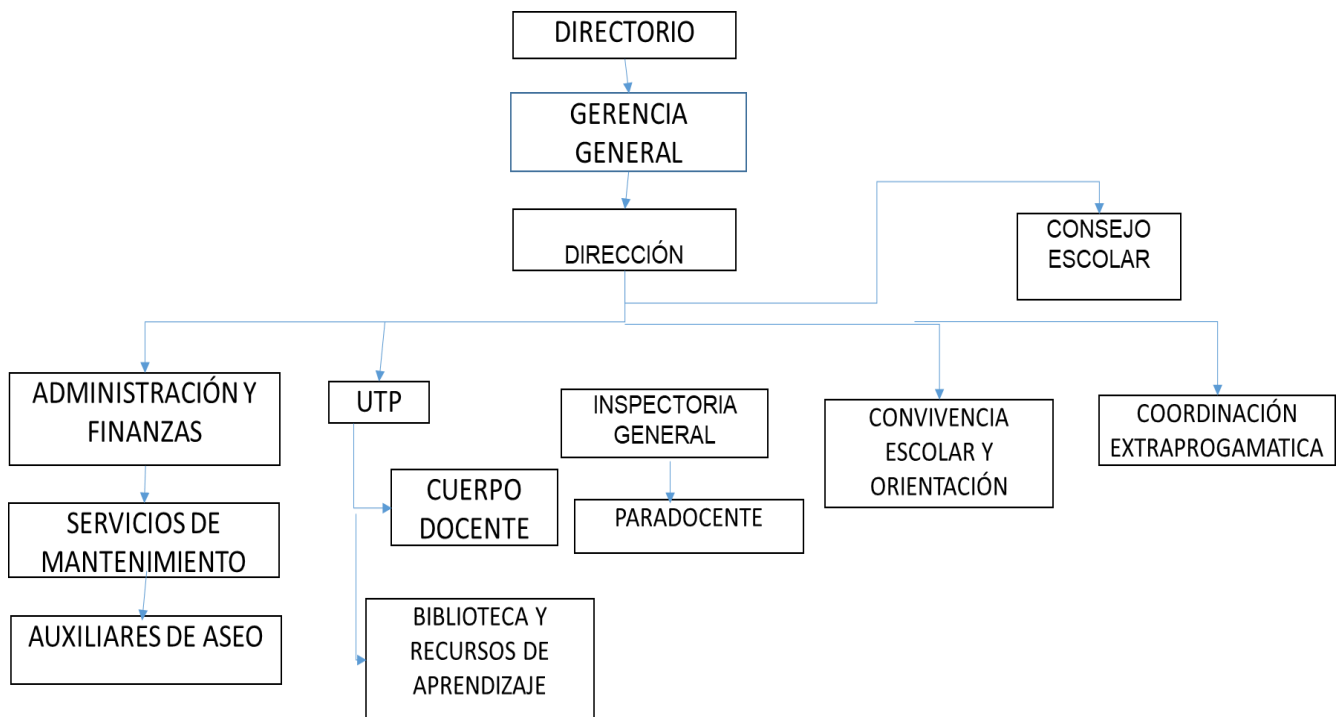 DIRECTORIO
GERENCIA
GENERAL
DIRECCIÓN
CONSEJO
ESCOLAR
ADMINISTRACIÓN Y
FINANZAS
UTP
INSPECTORIA
GENERAL
CONVIVENCIA
ESCOLAR Y
ORIENTACIÓN
COORDINACIÓN
EXTRAPROGAMATICA
SERVICIOS DE
MANTENIMIENTO
CUERPO
DOCENTE
PARADOCENTE
AUXILIARES DE ASEO
BIBLIOTECA Y
RECURSOS DE
APRENDIZAJE